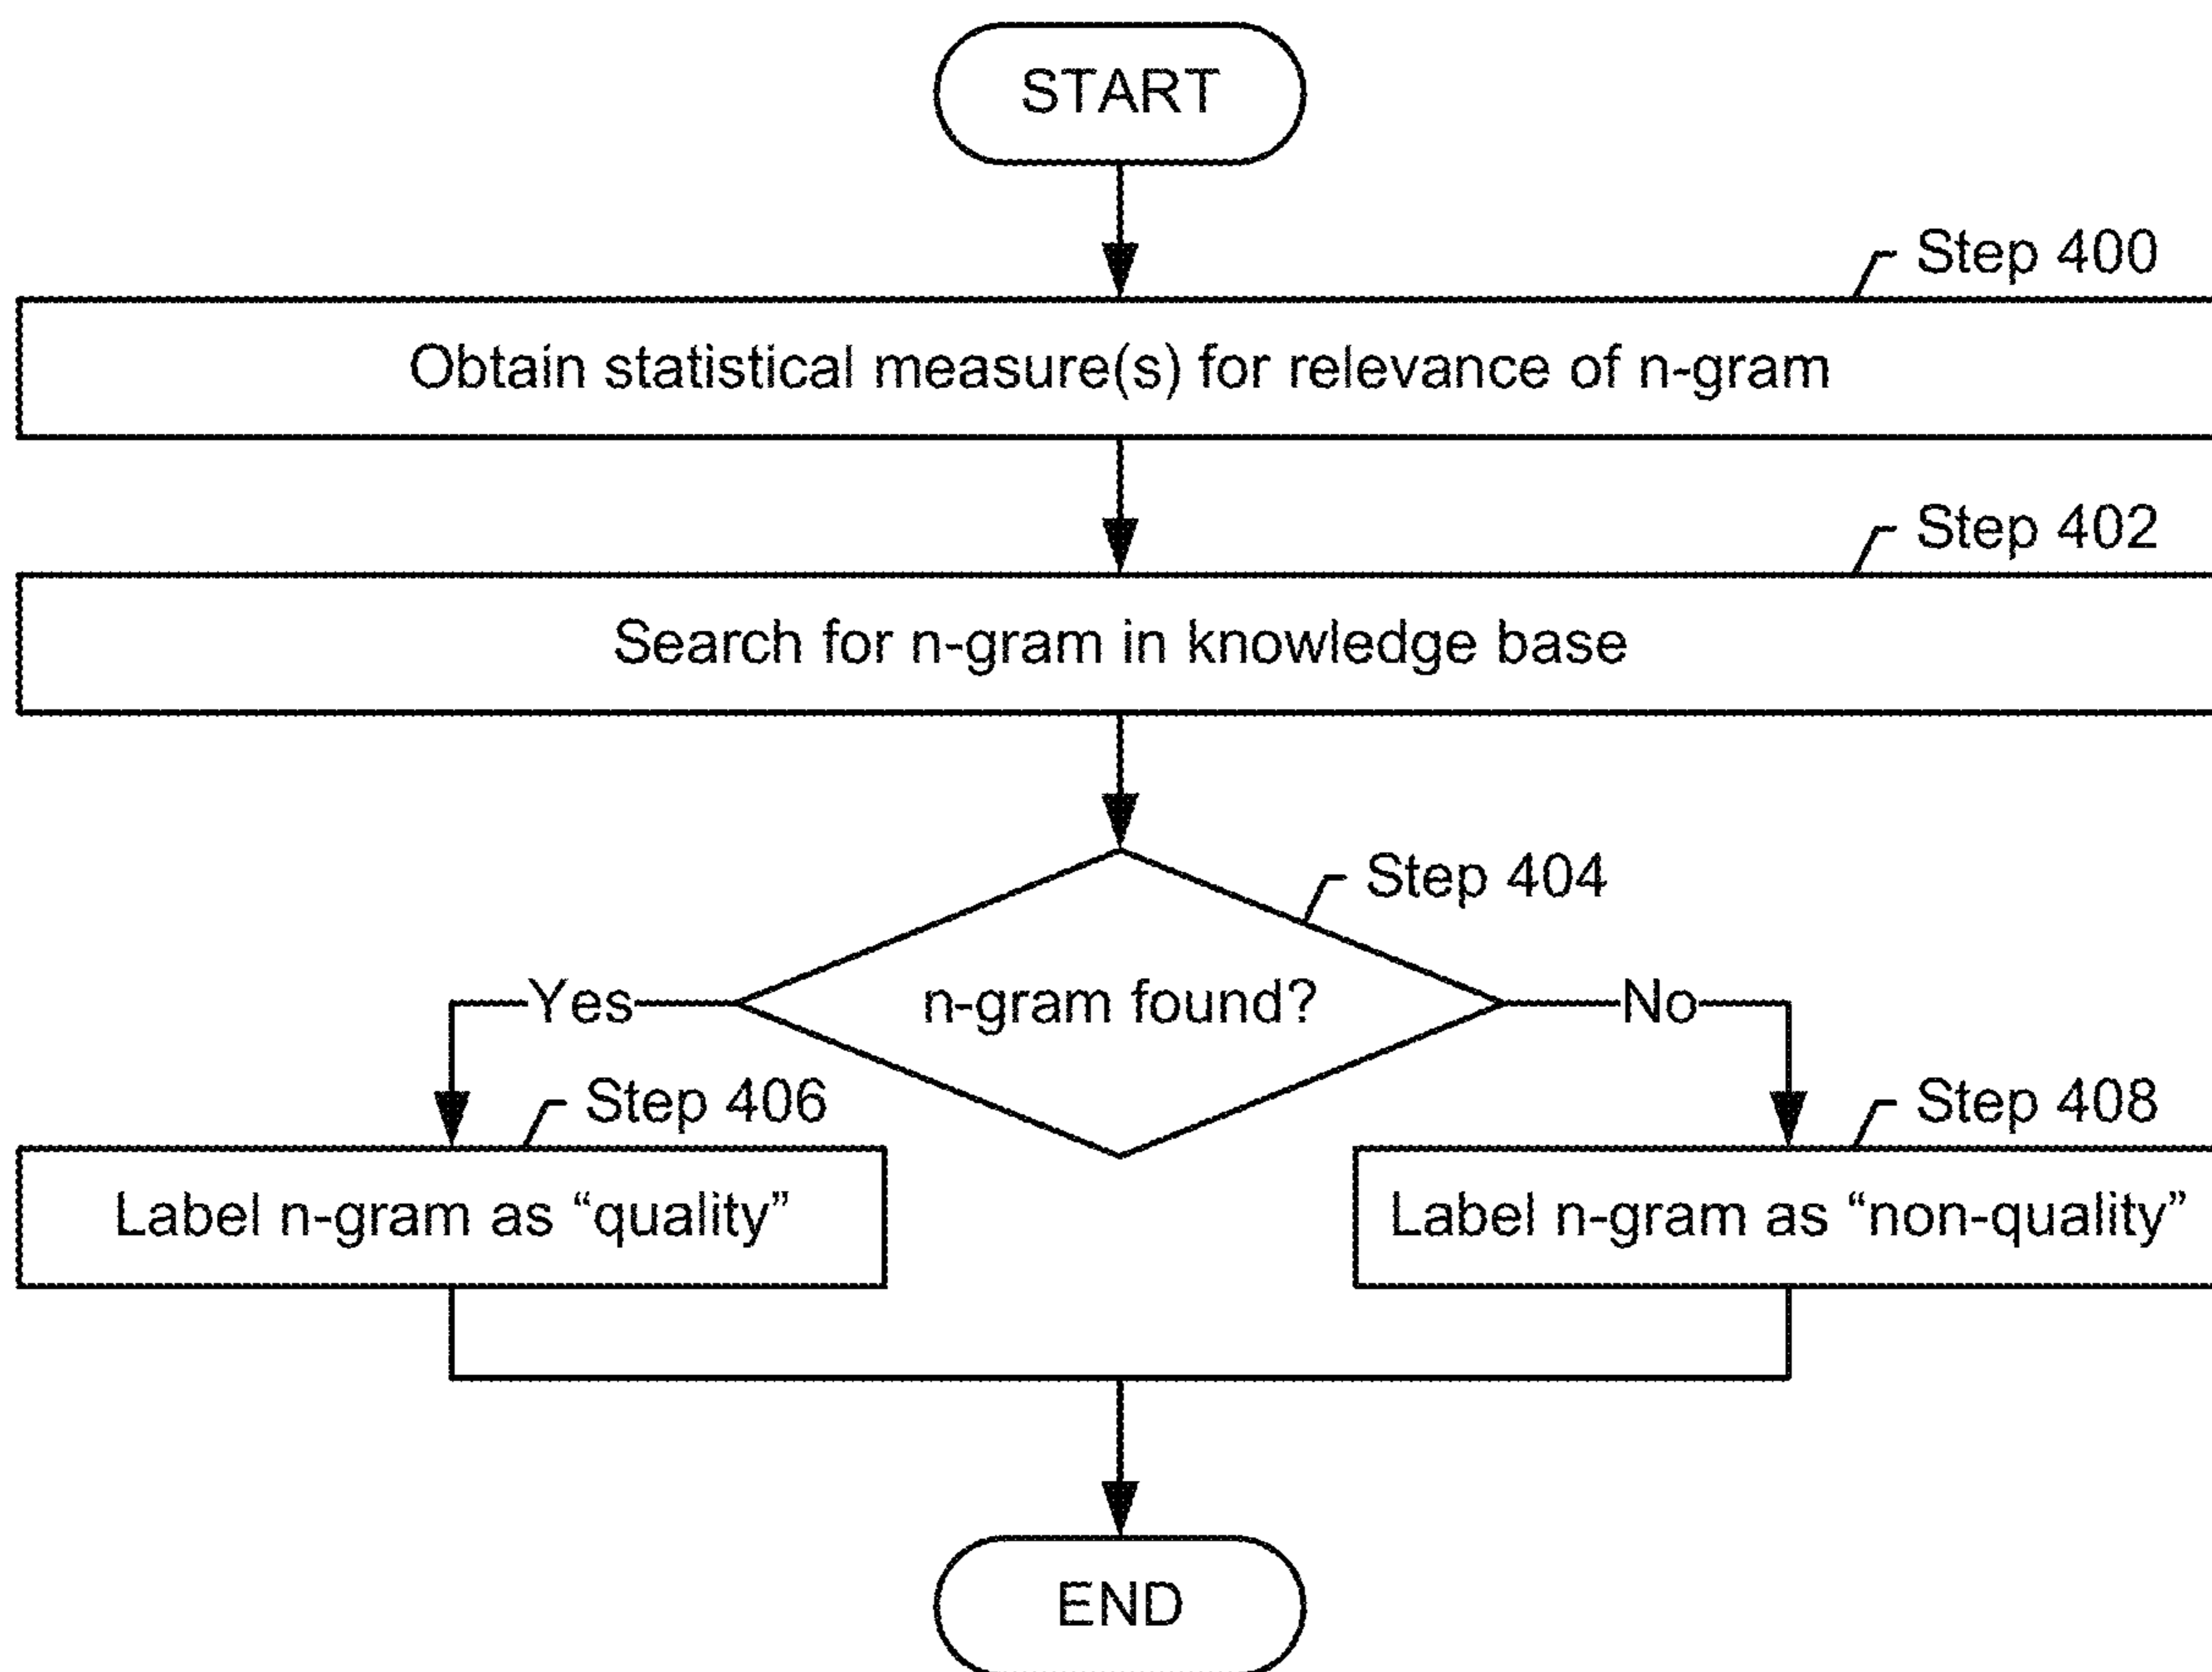 START
Step 400
Obtain statistical measure(s) for relevance of n-gram
Step 402
Search for n-gram in knowledge base
Step 404
n-gram found?
Yes
No
Step 406
Step 408
Label n-gram as “quality”
Label n-gram as “non-quality”
END